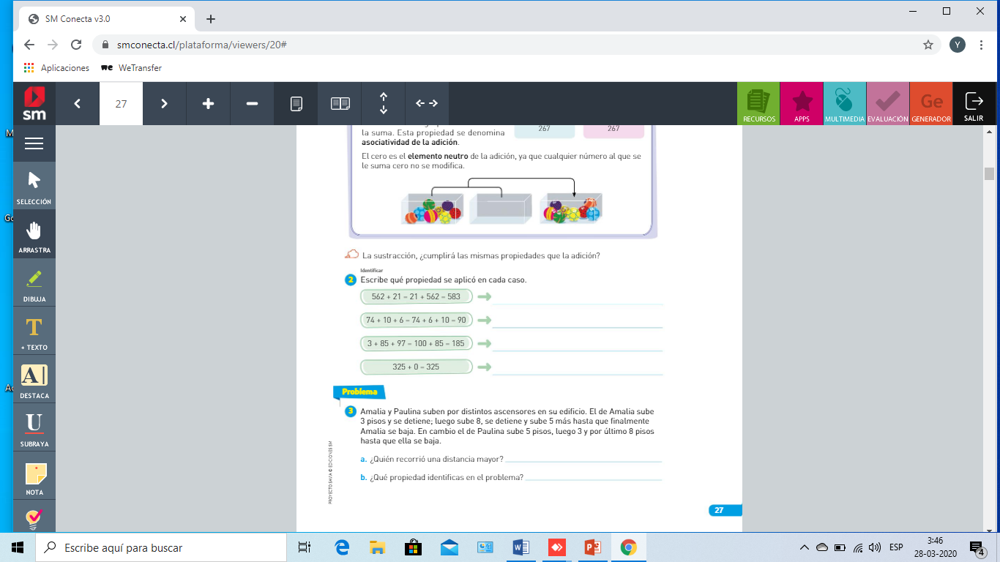 SM Conecta v3.0
smconecta.cl/plataforma/viewers/20#
Y
Aplicaciones
WeTransfer
sm
27
RECURSOS
APPS
MULTIMEDIA
EVALUACIÓN
Ge
GENERADOR
SALIR
SELECCIÓN
ARRASTRA
DIBUJA
T
+ TEXTO
A
DESTACA
U
SUBRAYA
NOTA
la suma. Esta propiedad se denomina
asociatividad de la adición.
267
267
El cero es el elemento neutro de la adición, ya que cualquier número al que se
le suma cero no se modifica.
La sustracción, ¿cumplirá las mismas propiedades que la adición?
Identificar
2 Escribe qué propiedad se aplicó en cada caso.
562 + 21 = 21 + 562 = 583
74 + 10 + 6 = 74 + 6 + 10 = 90
3 + 85 + 97 = 100 + 85 = 185
325 + 0 = 325
Problema
3 Amalia y Paulina suben por distintos ascensores en su edificio. El de Amalia sube
3 pisos y se detiene; luego sube 8, se detiene y sube 5 más hasta que finalmente
Amalia se baja. En cambio el de Paulina sube 5 pisos, luego 3 y por último 8 pisos
hasta que ella se baja.
a. ¿Quién recorrió una distancia mayor?
b. ¿Qué propiedad identificas en el problema?
PROYECTO SAVIA © EDICIONES SM
27
Escribe aquí para buscar
ESP
3:46
28-03-2020
4